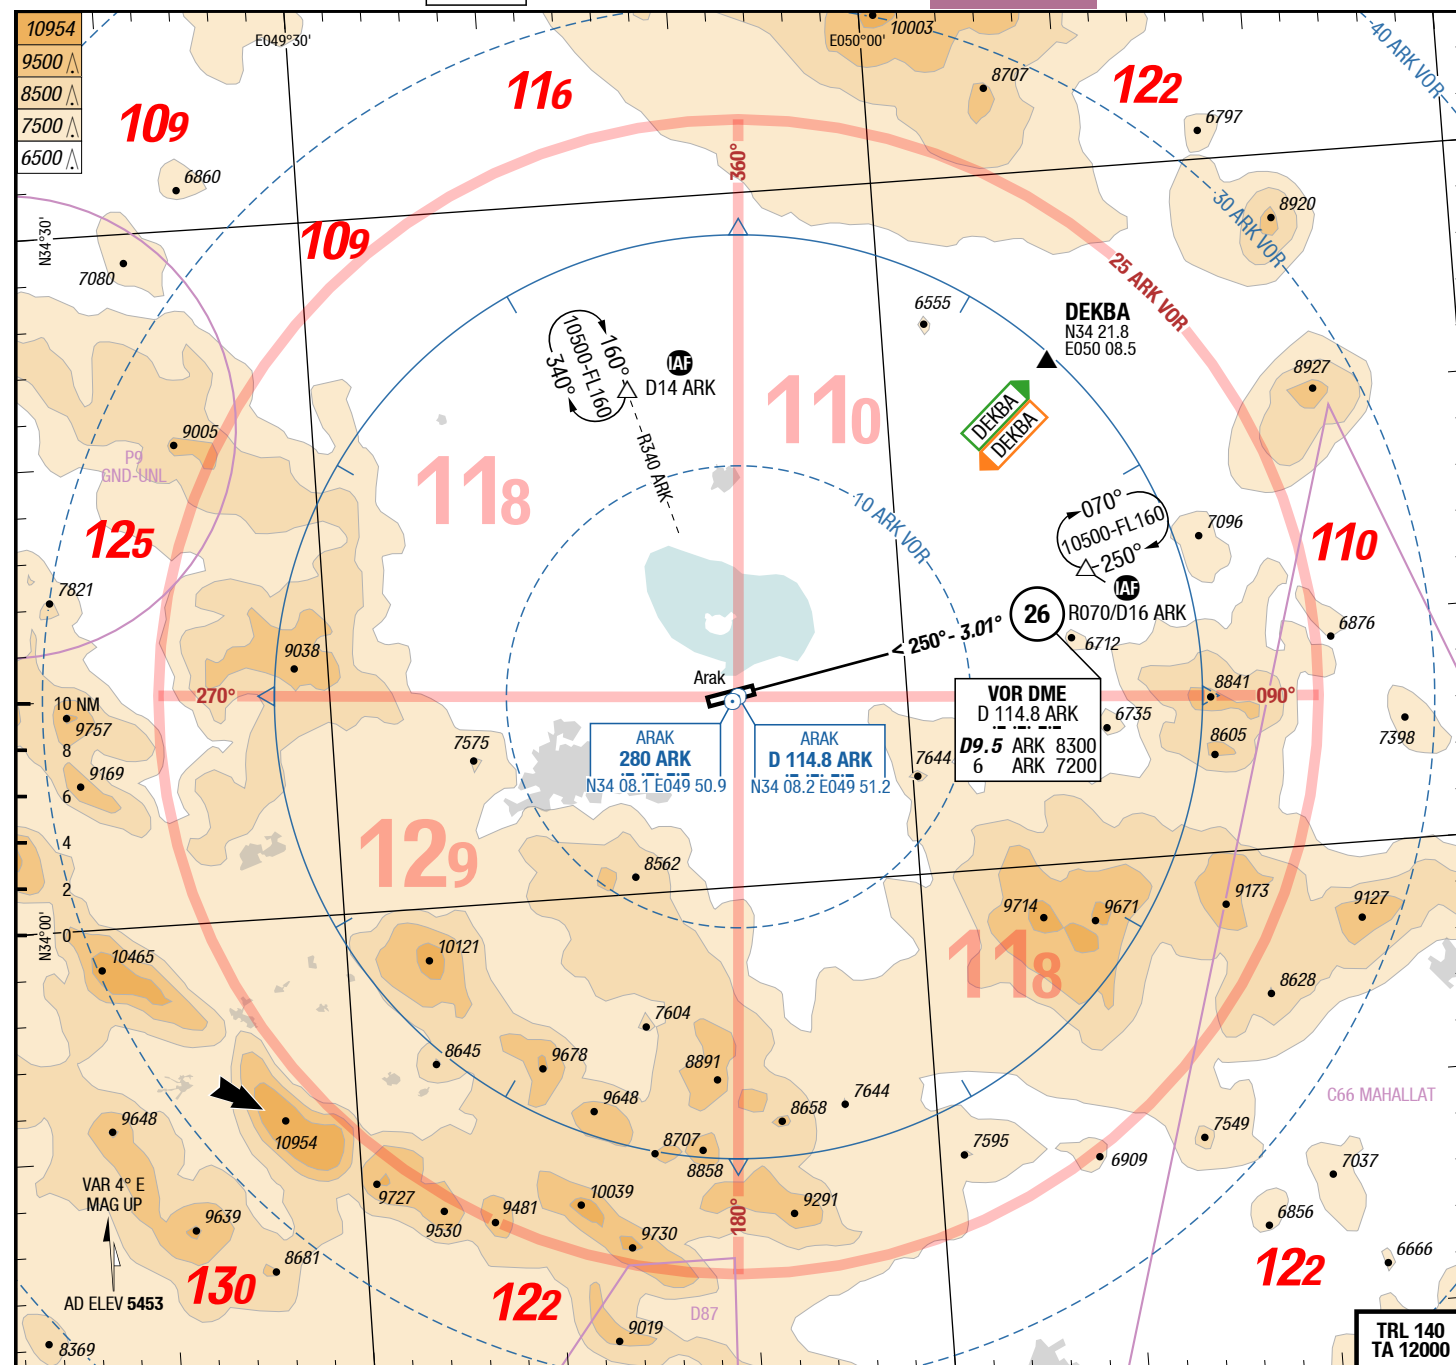 10954
9500
8500
7500
6500
E049°30'
E050°00'
10003
40 ARK VOR
116
122
109
8707
6797
6860
360°
N34°30'
109
8920
30 ARK VOR
7080
25 ARK VOR
6555
DEKBA
N34 21.8
E050 08.5
160°
10500-FL160
340°
IAF
D14 ARK
8927
110
DEKBA
DEKBA
9005
R340 ARK
P9
GND-UNL
118
10 ARK VOR
070°
10500-FL160
250°
7096
125
110
IAF
R070/D16 ARK
7821
26
6876
< 250°- 3.01°
6712
9038
Arak
8841
270°
090°
VOR DME
D 114.8 ARK
D9.5 ARK 8300
6 ARK 7200
10 NM
9757
6735
7398
8605
7575
ARAK
280 ARK
N34 08.1 E049 50.9
ARAK
D 114.8 ARK
N34 08.2 E049 51.2
7644
8
9169
6
4
129
8562
2
9173
9714
9671
9127
0
N34°00'
10121
118
10465
8628
7604
8645
9678
8891
9648
8658
7644
C66 MAHALLAT
9648
10954
8707
8858
7595
7549
6909
7037
VAR 4° E
MAG UP
9727
10039
9291
180°
9639
9530
9481
6856
9730
8681
6666
130
122
122
AD ELEV 5453
D87
9019
8369
TRL 140
TA 12000